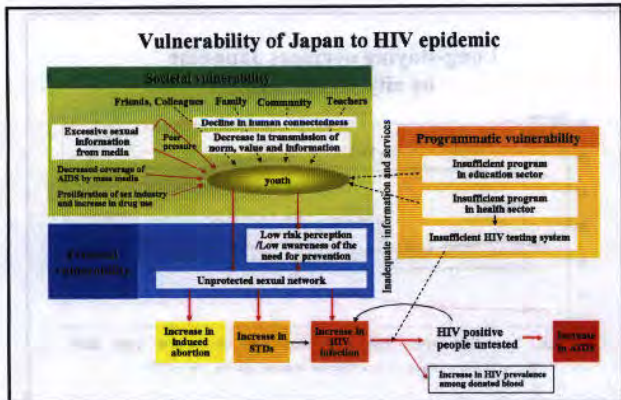 Vulnerability of Japan to HIV epidemic
Societal vulnerability
Friends, Colleagues Family Community Teachers
Decline in human connectedness
Excessive sexual
information
from media
Peer
pressure
Decrease in transmission of
norm, value and information
Decreased coverage of
AIDS by mass media
youth
Proliferation of sex industry
and increase in drug use
Inadequate information and services
Programmatic vulnerability
Insufficient program
in education sector
Insufficient program
in health sector
Insufficient HIV testing system
Low risk perception
/Low awareness of the
need for prevention
vulnerability
Unprotected sexual network
Increase in
induced
abortion
Increase in
STDs
Increase in
HIV
infection
HIV positive
people untested
Increase
in AIDS
Increase in HIV prevalence
among donated blood